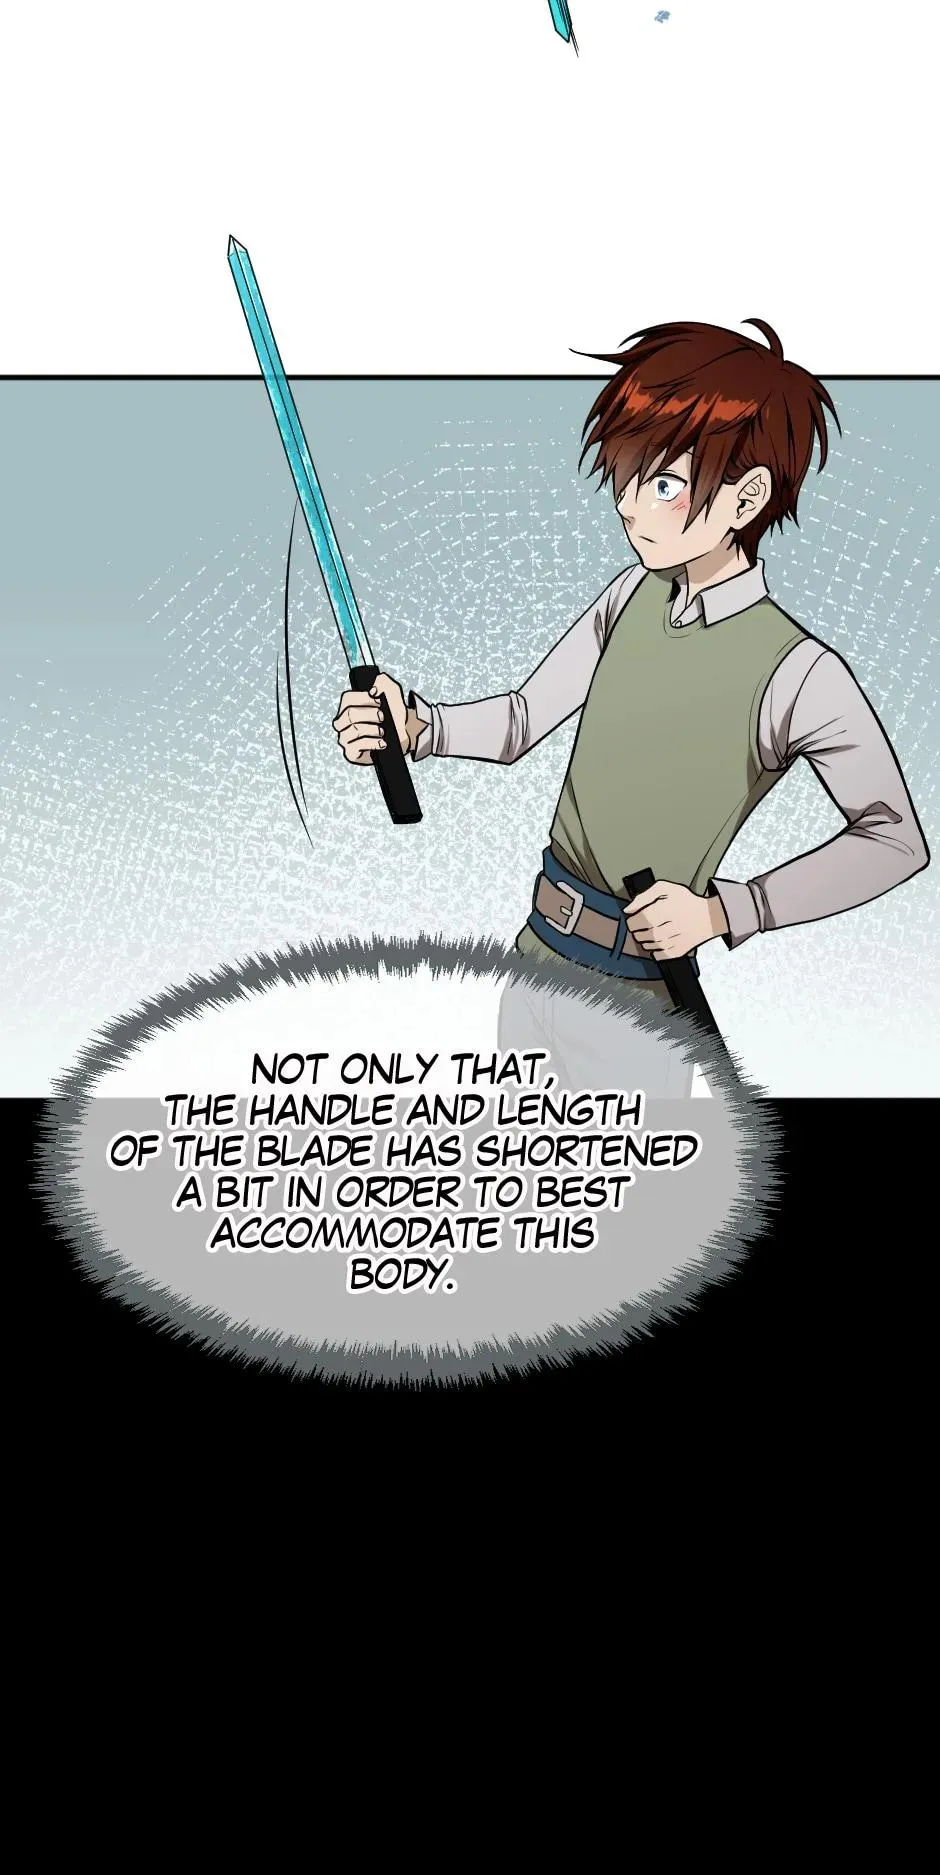 NOT ONLY THAT,
THE HANDLE AND LENGTH
OF THE BLADE HAS SHORTENED
A BIT IN ORDER TO BEST
ACCOMMODATE THIS
BODY.